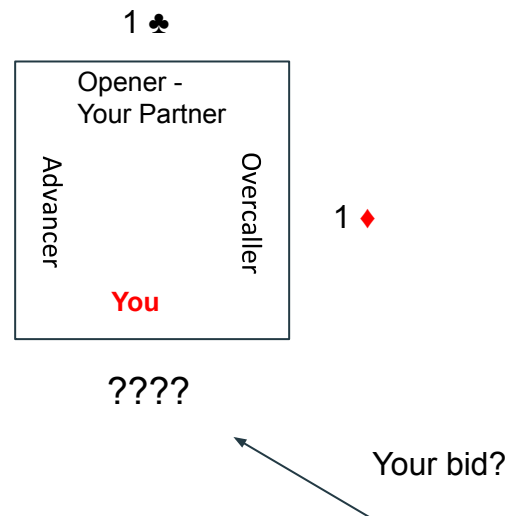 1 ♣
Opener -
Your Partner
Advancer
Overcaller
1 ♦
You
????
Your bid?